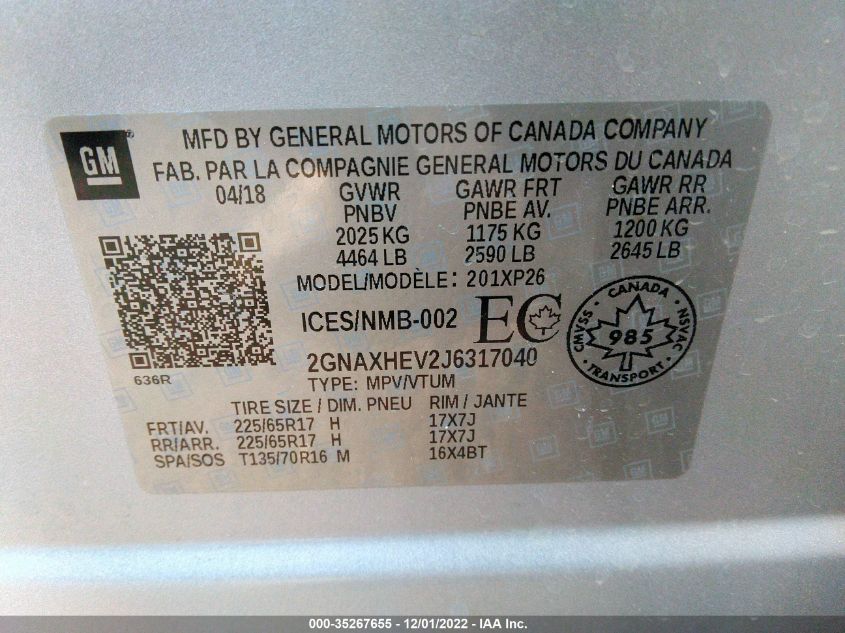 GM
MFD BY GENERAL MOTORS OF CANADA COMPANY
FAB. PAR LA COMPAGNIE GENERAL MOTORS DU CANADA
04/18 GVWR GAWR FRT GAWR RR
PNBV PNBE AV. PNBE ARR.
2025 KG 1175 KG 1200 KG
4464 LB 2590 LB 2645 LB
MODEL/MODÈLE: 201XP26
ICES/NMB-002 EC
CANADA
CMVSS 985 NSVAC
TRANSPORT
2GNAXHEV2J6317040
636R
TYPE: MPV/VTUM
TIRE SIZE / DIM. PNEU RIM / JANTE
FRT/AV. 225/65R17 H 17X7J
RR/ARR. 225/65R17 H 17X7J
SPA/SOS T135/70R16 M 16X4BT
000-35267655 - 12/01/2022 - IAA Inc.